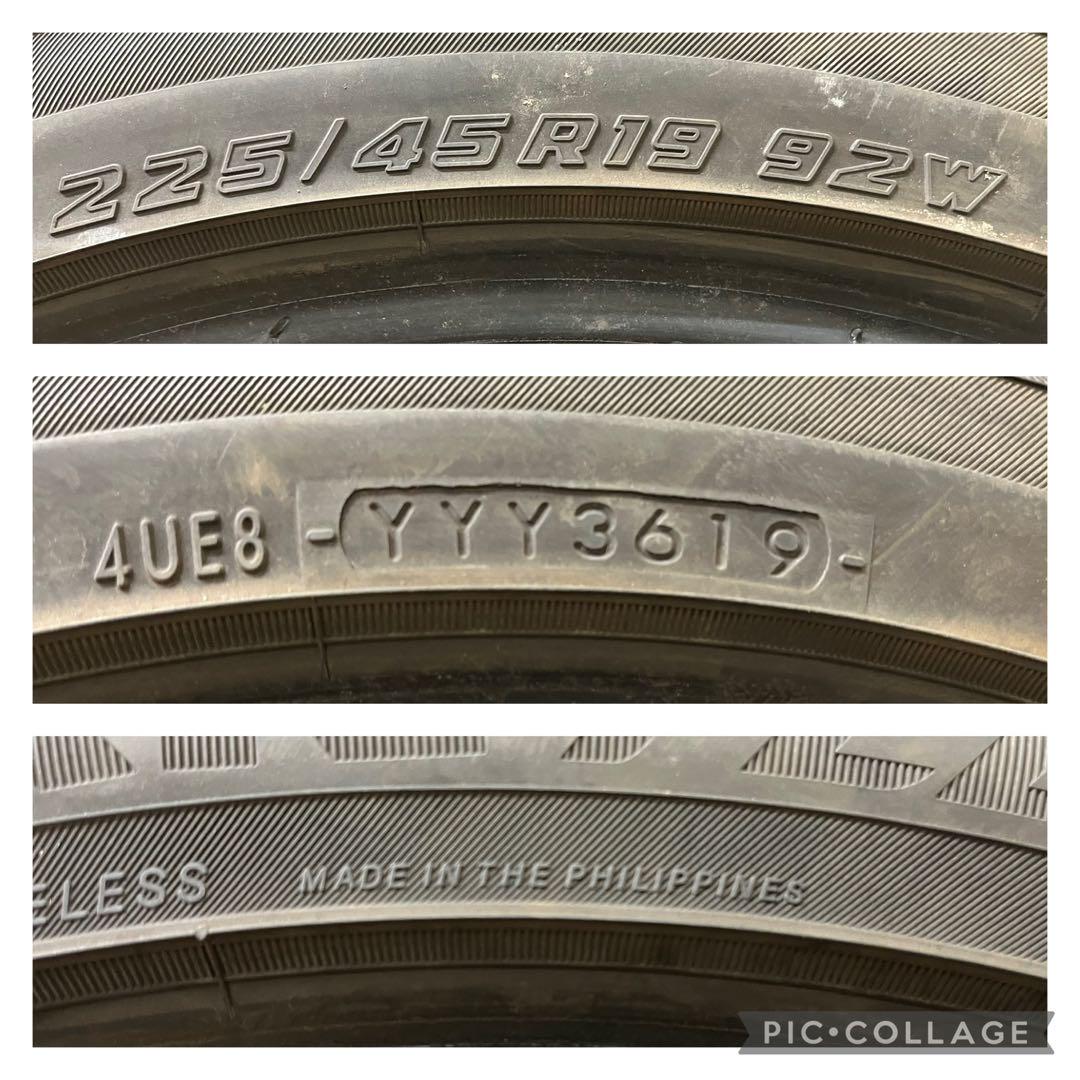 225/45R19 92W
4UE8 -YYY3619-
ELESS MADE IN THE PHILIPPINES
PIC•COLLAGE